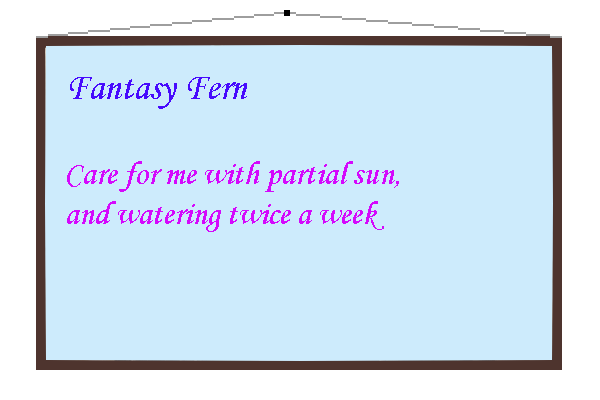 Fantasy Fern
Care for me with partial sun,
and watering twice a week